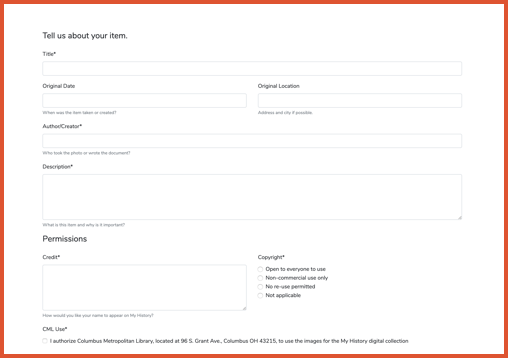 Tell us about your item.
Title*
Original Date
Original Location
When was the item taken or created?
Address and city if possible
Author/Creator*
Who took the photo or wrote the document?
Description*
What is this item and why is it important?
Permissions
Credit*
Copyright*
Open to everyone to use
Non-commercial use only
No re-use permitted
Not applicable
How would you like your name to appear on My History?
CML Use*
I authorize Columbus Metropolitan Library, located at 96 S. Grant Ave., Columbus OH 43215, to use the images for the My History digital collection